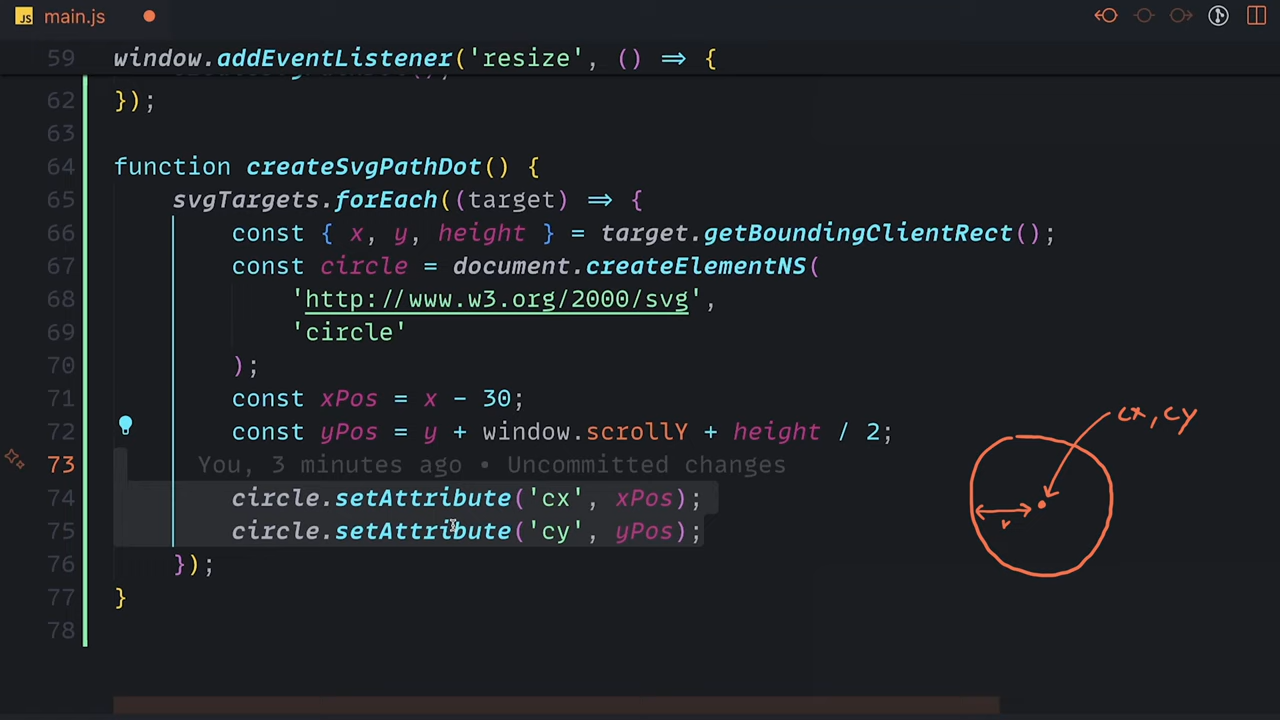 JS main.js
59 window.addEventListener('resize', () => {
62 });
63
64 function createSvgPathDot() {
65 svgTargets.forEach((target) => {
66 const { x, y, height } = target.getBoundingClientRect();
67 const circle = document.createElementNS(
68 'http://www.w3.org/2000/svg',
69 'circle'
70 );
71 const xPos = x - 30;
72 const yPos = y + window.scrollY + height / 2;
73 You, 3 minutes ago • Uncommitted changes
74 circle.setAttribute('cx', xPos);
75 circle.setAttribute('cy', yPos);
76 });
77 }
78
cx, cy
r